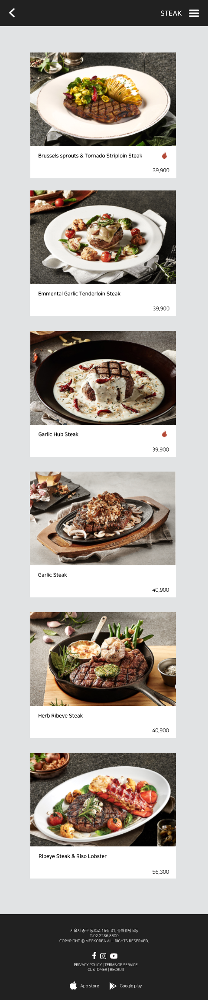 STEAK
Brussels sprouts & Tornado Striploin Steak
39,900
Emmental Garlic Tenderloin Steak
39,900
Garlic Hub Steak
39,900
Garlic Steak
40,900
Herb Ribeye Steak
40,900
Ribeye Steak & Riso Lobster
56,300
서울시 중구 동호로 15길 31, 종하빌딩 B동
T:02.2286.8800
COPYRIGHT ⓒ MFGKOREA ALL RIGHTS RESERVED.
PRIVACY POLICY | TERMS OF SERVICE
CUSTOMER | RECRUIT
App store Google play